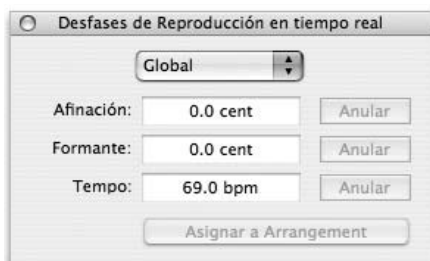 Desfases de Reproducción en tiempo real
Global
Afinación: 0.0 cent Anular
Formante: 0.0 cent Anular
Tempo: 69.0 bpm Anular
Asignar a Arrangement